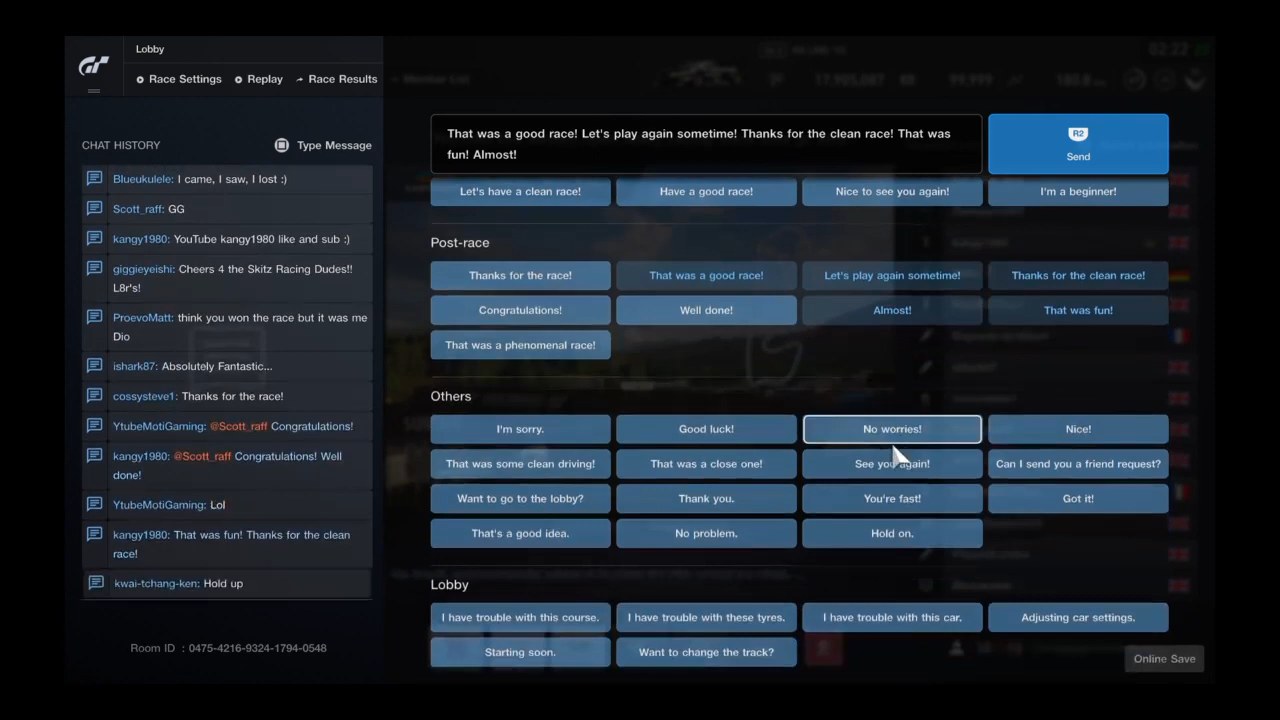 Lobby
Race Settings Replay Race Results
02:22
Member List
17,903,087
99,999
CHAT HISTORY Type Message
Blueukulele: I came, I saw, I lost :)
Scott_raff: GG
kangy1980: YouTube kangy1980 like and sub :)
giggieyeishi: Cheers 4 the Skitz Racing Dudes!!
L8r's!
ProevoMatt: think you won the race but it was me
Dio
ishark87: Absolutely Fantastic...
cossysteve1: Thanks for the race!
YtubeMotiGaming: @Scott_raff Congratulations!
kangy1980: @Scott_raff Congratulations! Well
done!
YtubeMotiGaming: Lol
kangy1980: That was fun! Thanks for the clean
race!
kwai-tchang-ken: Hold up
Room ID : 0475-4216-9324-1794-0548
That was a good race! Let's play again sometime! Thanks for the clean race! That was
fun! Almost!
R2
Send
Let's have a clean race! Have a good race! Nice to see you again! I'm a beginner!
Post-race
Thanks for the race! That was a good race! Let's play again sometime! Thanks for the clean race!
Congratulations! Well done! Almost! That was fun!
That was a phenomenal race!
Others
I'm sorry. Good luck! No worries! Nice!
That was some clean driving! That was a close one! See you again! Can I send you a friend request?
Want to go to the lobby? Thank you. You're fast! Got it!
That's a good idea. No problem. Hold on.
Lobby
I have trouble with this course. I have trouble with these tyres. I have trouble with this car. Adjusting car settings.
Starting soon. Want to change the track?
Online Save